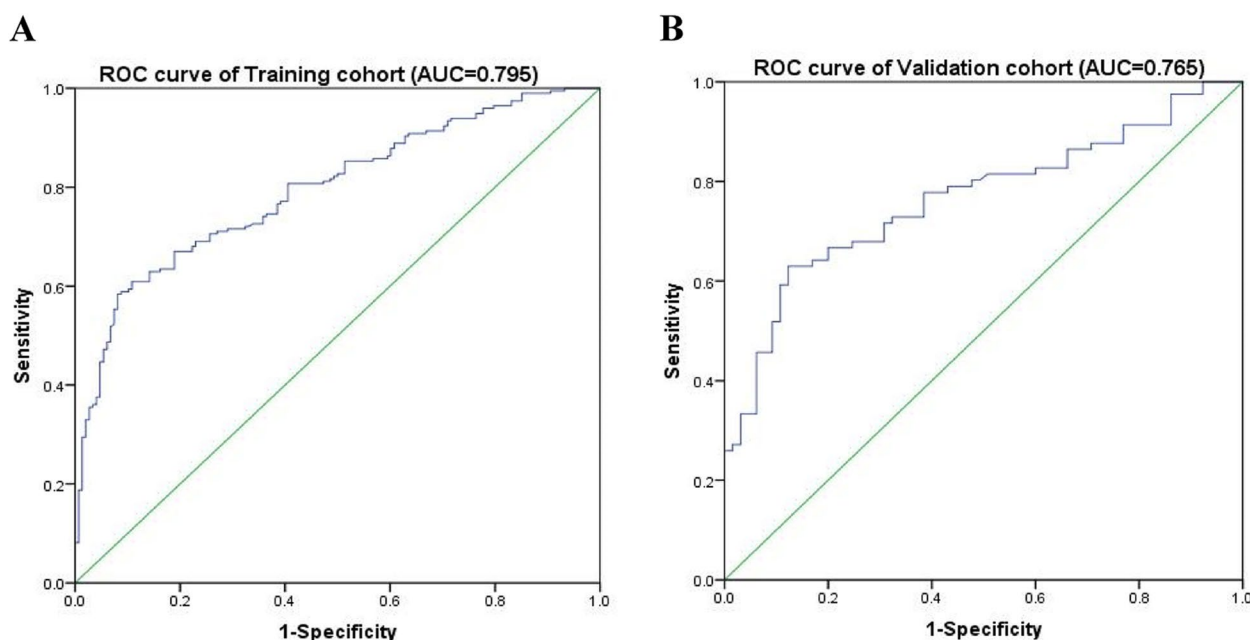 A
ROC curve of Training cohort (AUC=0.795)
1.0
0.8
0.6
0.4
0.2
0.0
Sensitivity
0.0 0.2 0.4 0.6 0.8 1.0
1-Specificity
B
ROC curve of Validation cohort (AUC=0.765)
1.0
0.8
0.6
0.4
0.2
0.0
Sensitivity
0.0 0.2 0.4 0.6 0.8 1.0
1-Specificity